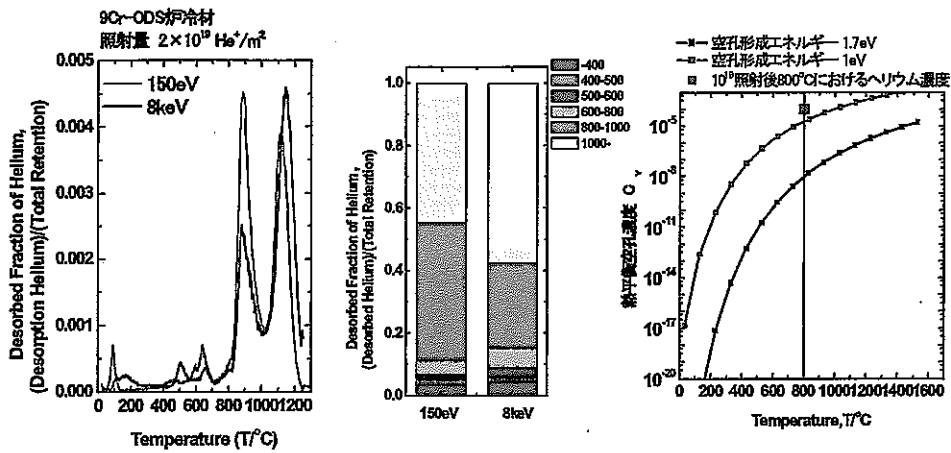 9Cr-ODS炉冷材
照射量 2×10¹⁹ He⁺/m²
150eV
8keV
0.005
0.004
0.003
0.002
0.001
0.000
0 200 400 600 800 1000 1200
Temperature (T/°C)
Desorbed Fraction of Helium,
(Desorption Helium)/(Total Retention)
-400
400-500
500-600
600-800
800-1000
1000-
1.0
0.8
0.6
0.4
0.2
0.0
150eV 8keV
Desorbed Fraction of Helium,
(Desorbed Helium)/(Total Retention)
空孔形成エネルギー 1.7eV
空孔形成エネルギー 1eV
10¹⁹照射後800°Cにおけるヘリウム濃度
10⁻⁵
10⁻⁸
10⁻¹¹
10⁻¹⁴
10⁻¹⁷
10⁻²⁰
0 200 400 600 800 1000 1200 1400 1600
Temperature, T/°C
熱平衡空孔濃度 Cᵥ